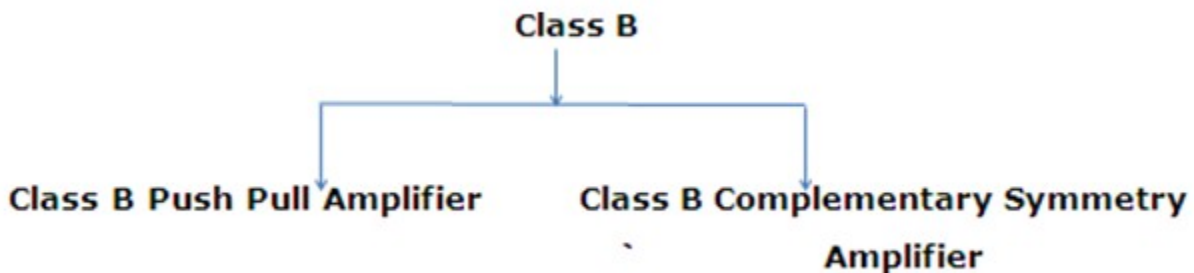 Class B
Class B Push Pull Amplifier
Class B Complementary Symmetry
` Amplifier